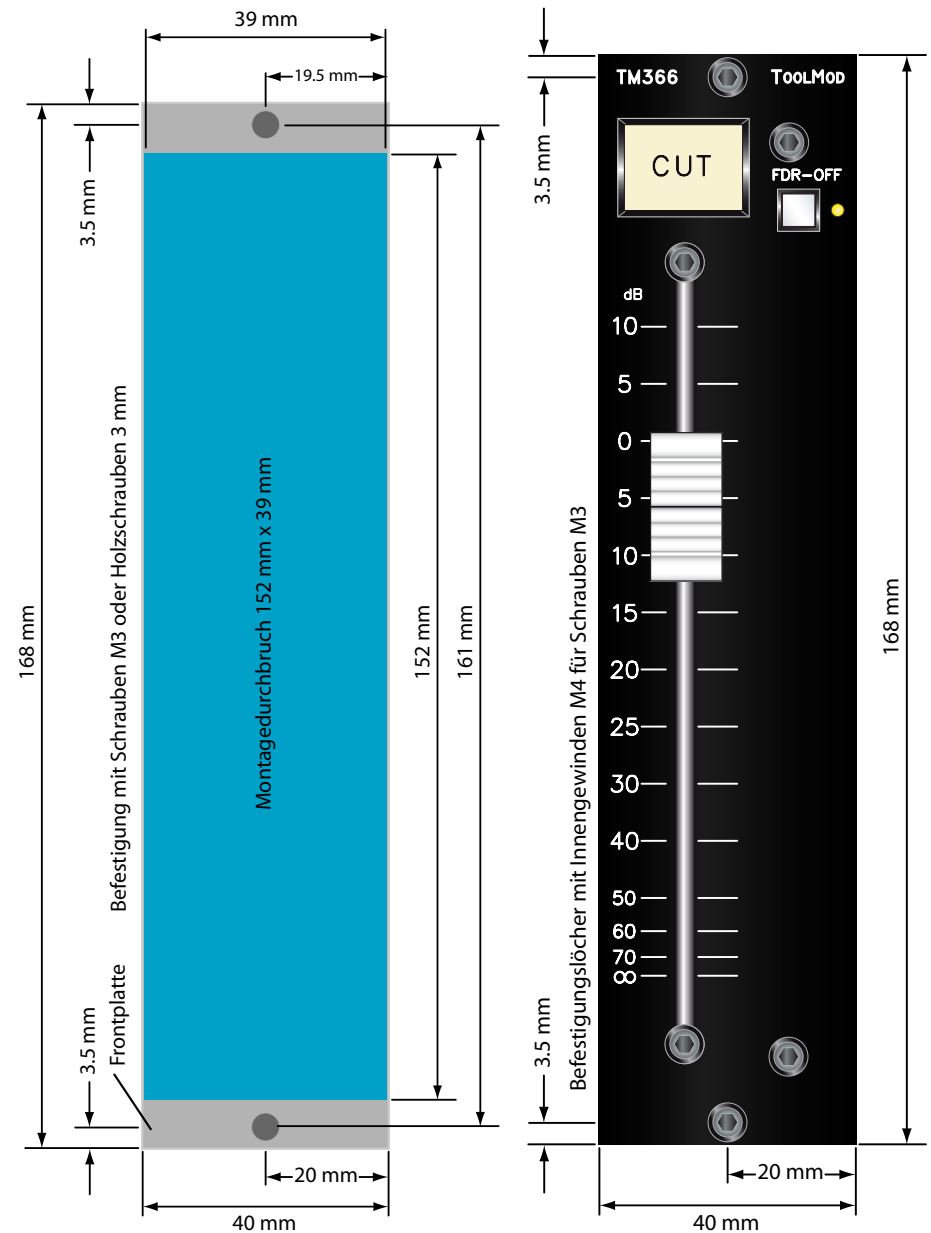 39 mm
19.5 mm
3.5 mm
168 mm
Befestigung mit Schrauben M3 oder Holzschrauben 3 mm
Montagedurchbruch 152 mm x 39 mm
152 mm
161 mm
Frontplatte
3.5 mm
20 mm
40 mm
3.5 mm
TM366
ToolMod
CUT
FDR-OFF
dB
10
5
0
5
10
15
20
25
30
40
50
60
70
∞
168 mm
Befestigungslöcher mit Innengewinden M4 für Schrauben M3
3.5 mm
20 mm
40 mm